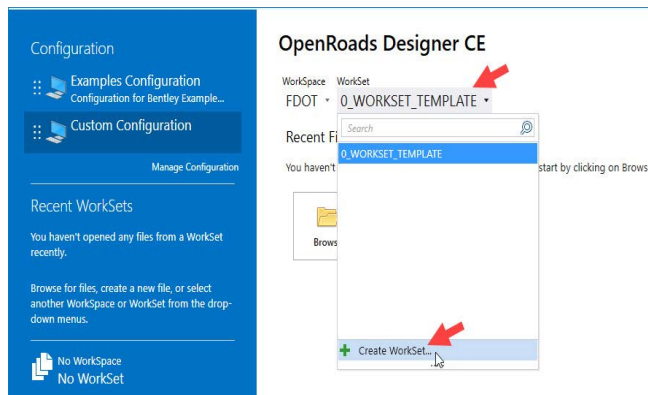 Configuration
Examples Configuration
Configuration for Bentley Example...
Custom Configuration
Manage Configuration
Recent WorkSets
You haven't opened any files from a WorkSet
recently.
Browse for files, create a new file, or select
another WorkSpace or WorkSet from the drop-
down menus.
No WorkSpace
No WorkSet
OpenRoads Designer CE
WorkSpace WorkSet
FDOT 0_WORKSET_TEMPLATE
Recent Fi
Search
0_WORKSET_TEMPLATE
You haven't
start by clicking on Brows
Brows
Create WorkSet...